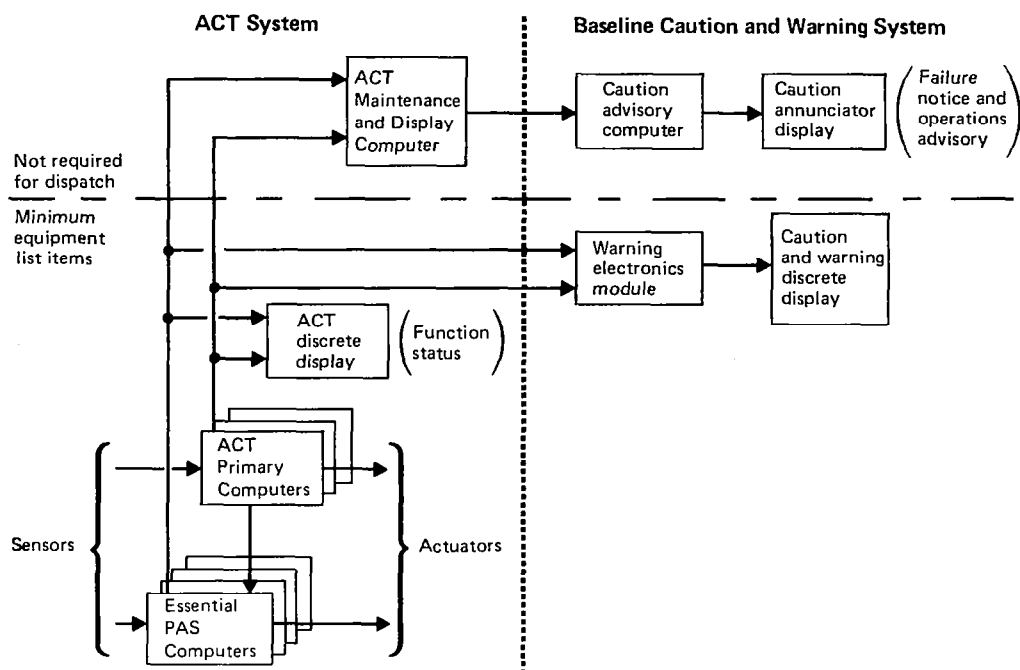 ACT System
Baseline Caution and Warning System
ACT
Maintenance
and Display
Computer
Caution
advisory
computer
Caution
annunciator
display
Failure
notice and
operations
advisory
Not required
for dispatch
Minimum
equipment
list items
Warning
electronics
module
Caution
and warning
discrete
display
ACT
discrete
display
Function
status
ACT
Primary
Computers
Sensors
Actuators
Essential
PAS
Computers